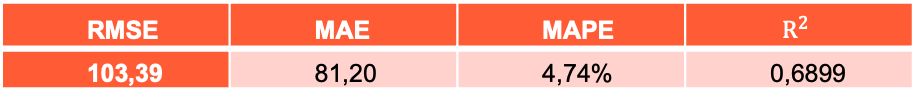 RMSE MAE MAPE R²
103,39 81,20 4,74% 0,6899